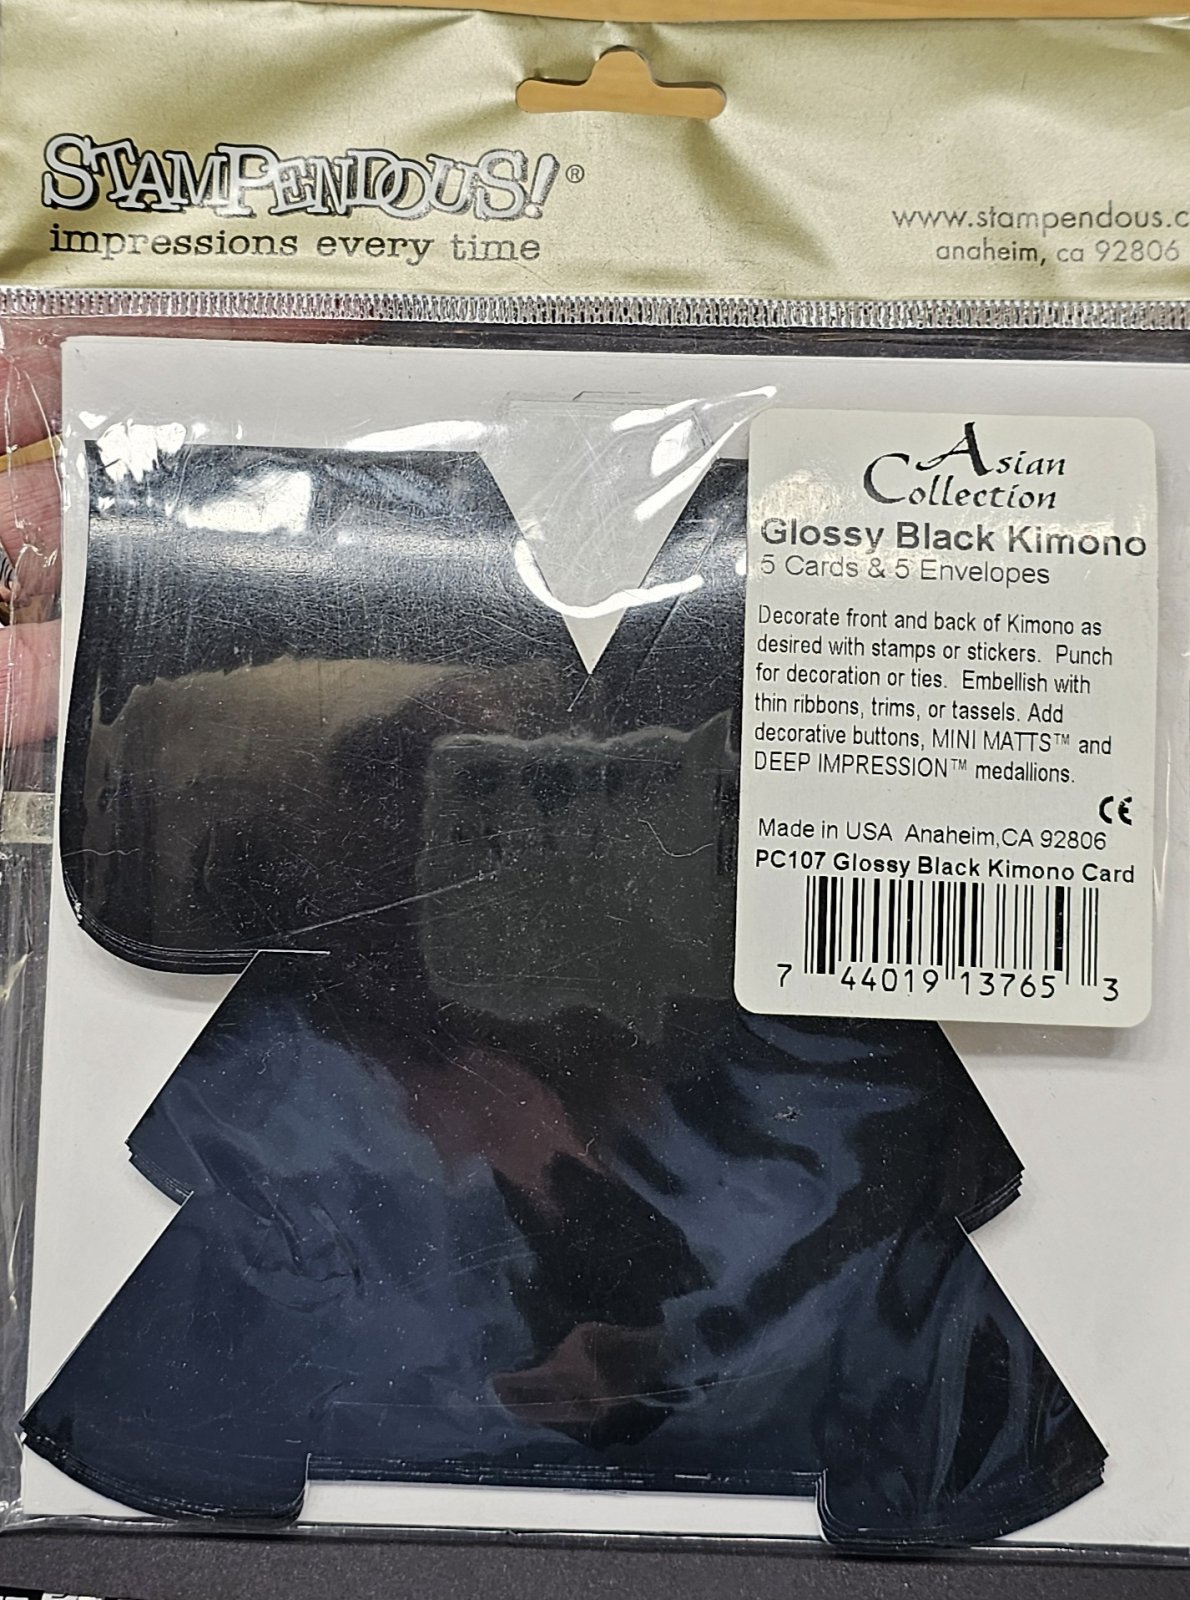 STAMPENDOUS!®
impressions every time
www.stampendous.c
anaheim, ca 92806
Asian
Collection
Glossy Black Kimono
5 Cards & 5 Envelopes
Decorate front and back of Kimono as
desired with stamps or stickers. Punch
for decoration or ties. Embellish with
thin ribbons, trims, or tassels. Add
decorative buttons, MINI MATTS™ and
DEEP IMPRESSION™ medallions.
CE
Made in USA Anaheim,CA 92806
PC107 Glossy Black Kimono Card
7 44019 13765 3